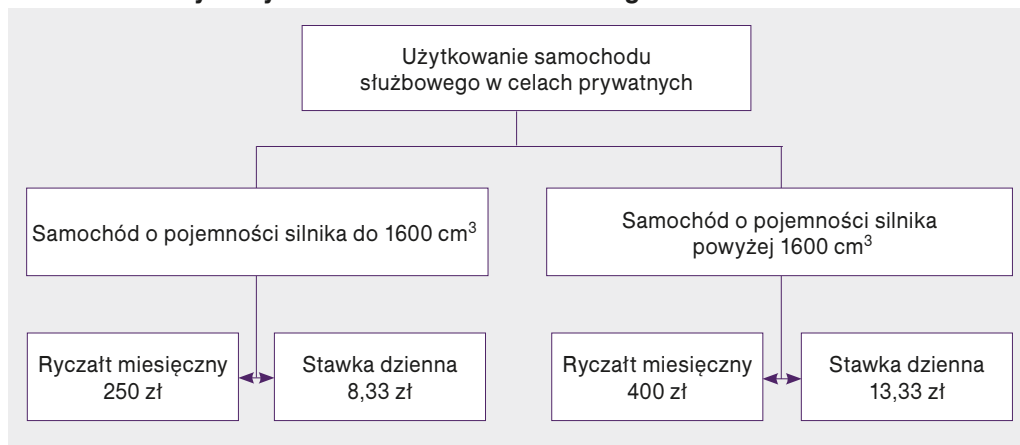 Użytkowanie samochodu
służbowego w celach prywatnych
Samochód o pojemności silnika do 1600 cm³
Samochód o pojemności silnika
powyżej 1600 cm³
Ryczałt miesięczny
250 zł
Stawka dzienna
8,33 zł
Ryczałt miesięczny
400 zł
Stawka dzienna
13,33 zł